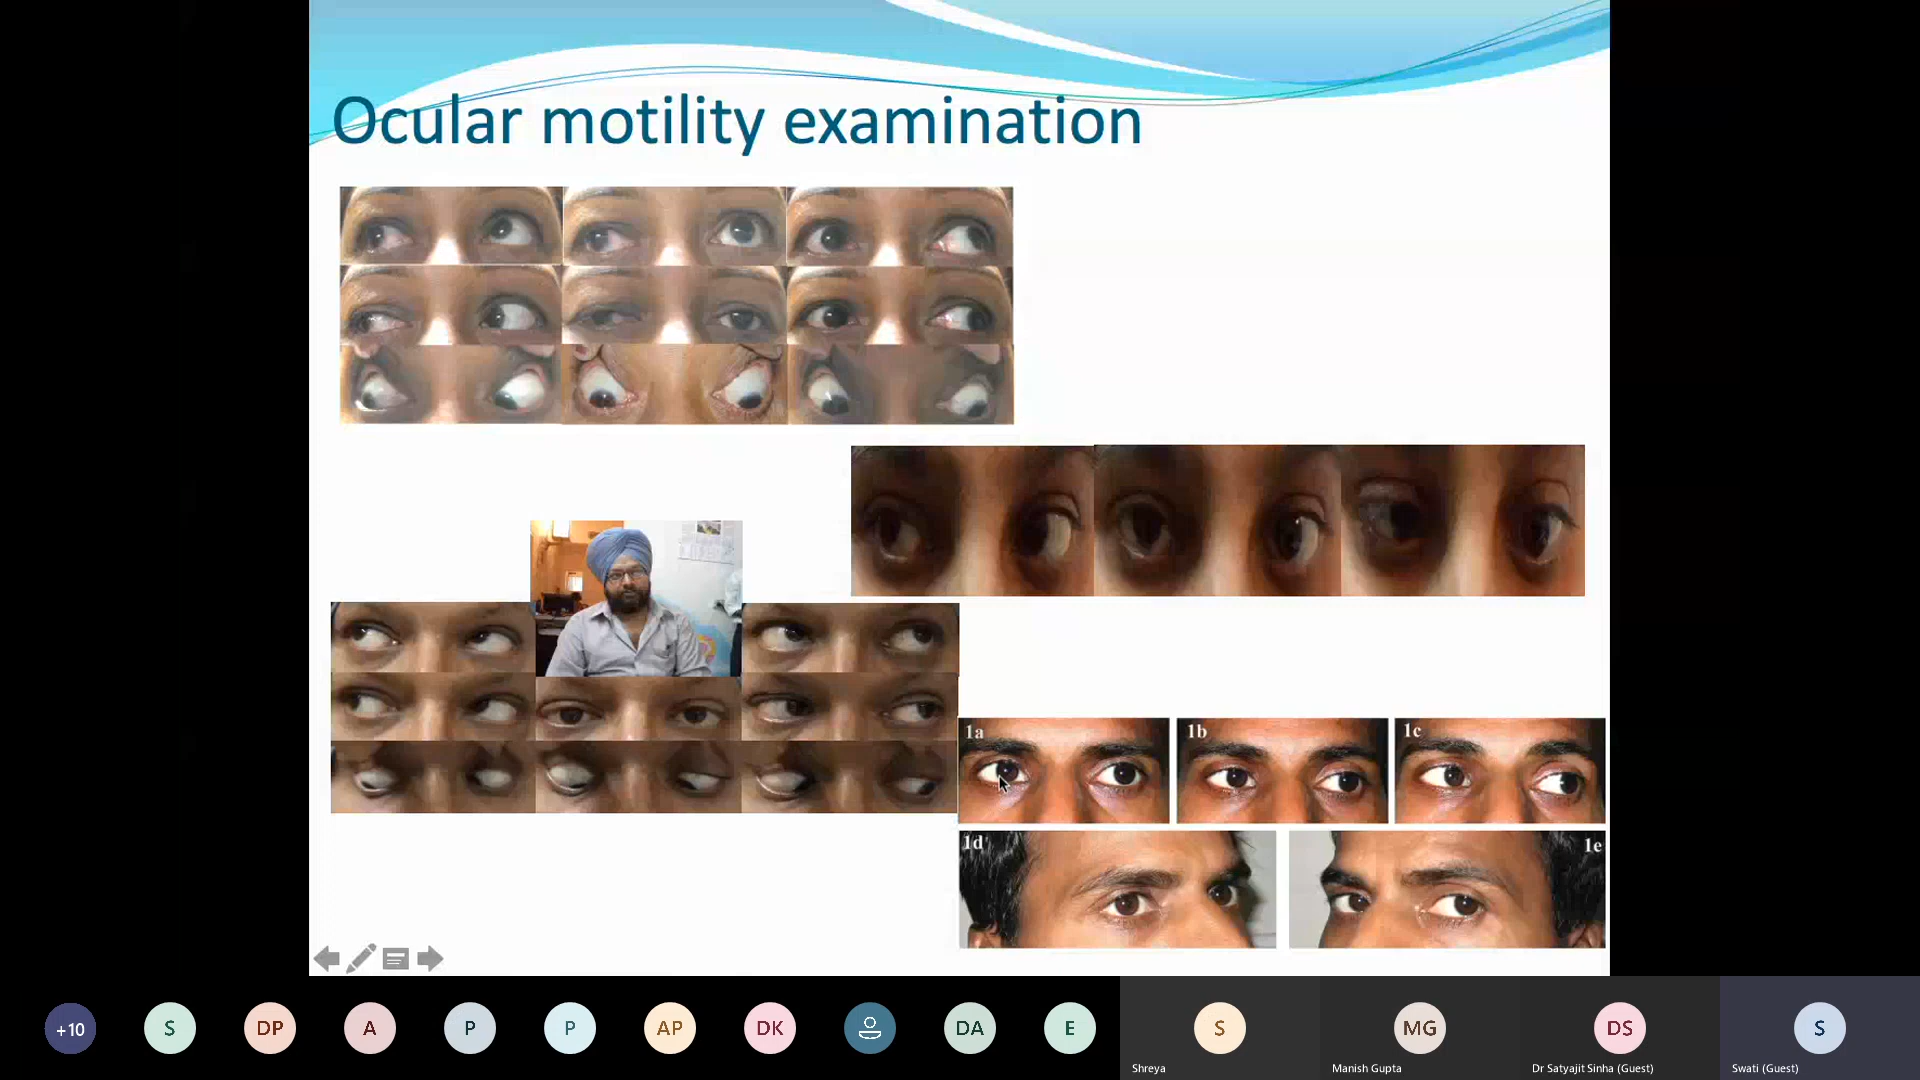 Ocular motility examination
1a
1b
1c
1d
1e
+10
S
DP
A
P
P
AP
DK
DA
E
S
MG
DS
S
Shreya
Manish Gupta
Dr Satyajit Sinha (Guest)
Swati (Guest)